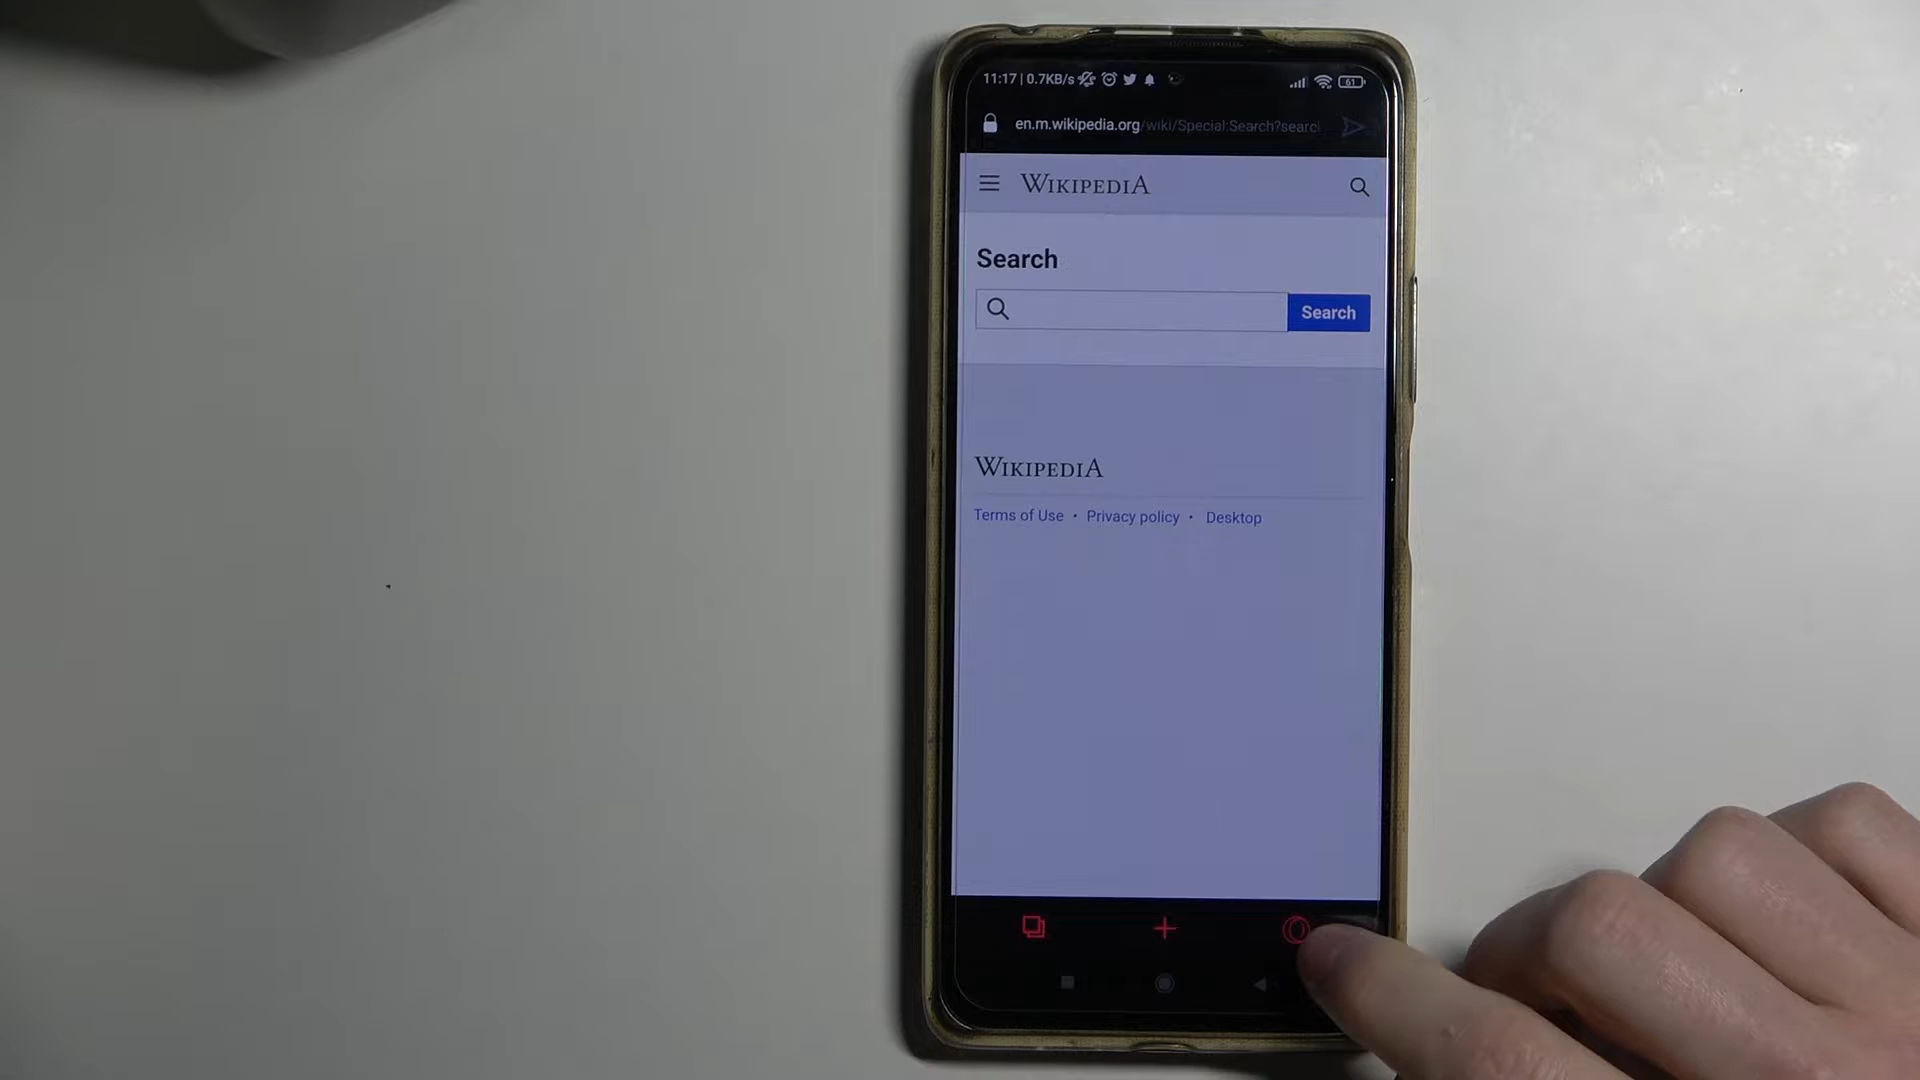 11:17 | 0.7KB/s
61
en.m.wikipedia.org/wiki/Special:Search?searc
WIKIPEDIA
Search
Search
WIKIPEDIA
Terms of Use • Privacy policy • Desktop